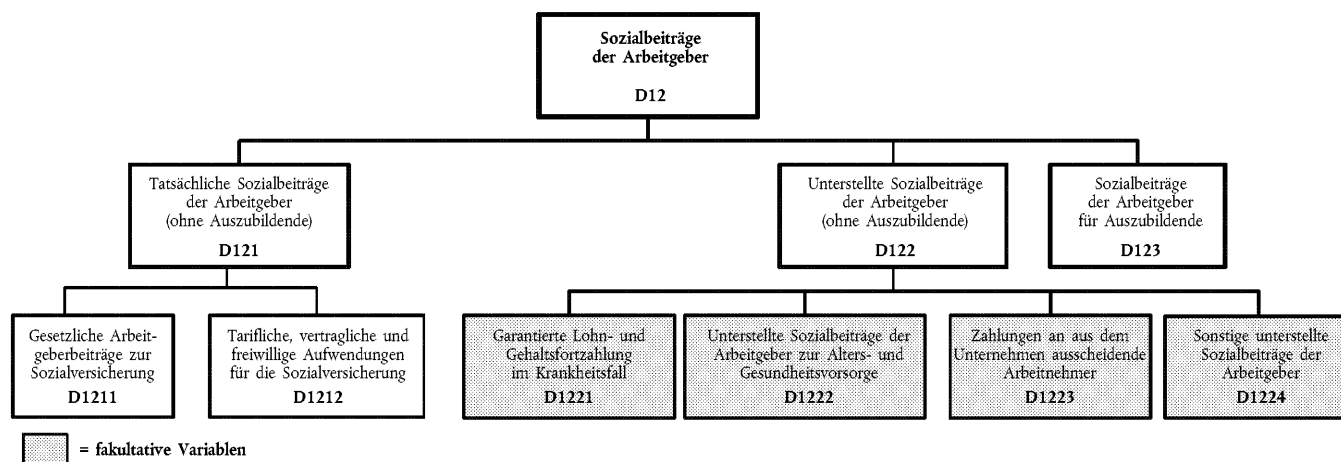 Sozialbeiträge
der Arbeitgeber
D12
Tatsächliche Sozialbeiträge
der Arbeitgeber
(ohne Auszubildende)
D121
Unterstellte Sozialbeiträge
der Arbeitgeber
(ohne Auszubildende)
D122
Sozialbeiträge
der Arbeitgeber
für Auszubildende
D123
Gesetzliche Arbeit-
geberbeiträge zur
Sozialversicherung
D1211
Tarifliche, vertragliche und
freiwillige Aufwendungen
für die Sozialversicherung
D1212
Garantierte Lohn- und
Gehaltsfortzahlung
im Krankheitsfall
D1221
Unterstellte Sozialbeiträge der
Arbeitgeber zur Alters- und
Gesundheitsvorsorge
D1222
Zahlungen an aus dem
Unternehmen ausscheidende
Arbeitnehmer
D1223
Sonstige unterstellte
Sozialbeiträge der
Arbeitgeber
D1224
= fakultative Variablen